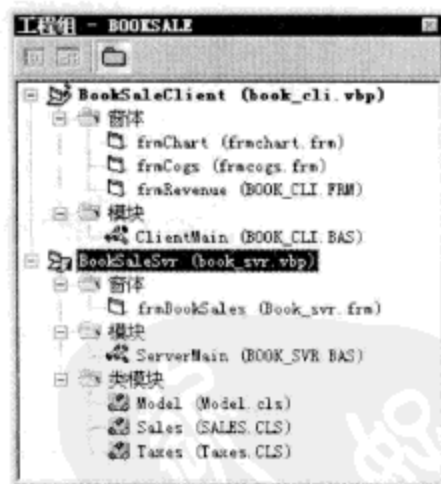 工程组 - BOOKSALE
BookSaleClient (book_cli.vbp)
窗体
frmChart (frmchart.frm)
frmCogs (frmcogs.frm)
frmRevenue (BOOK_CLI.FRM)
模块
ClientMain (BOOK_CLI.BAS)
BookSaleSvr (book_svr.vbp)
窗体
frmBookSales (Book_svr.frm)
模块
ServerMain (BOOK_SVR.BAS)
类模块
Model (Model.cls)
Sales (SALES.CLS)
Taxes (Taxes.CLS)